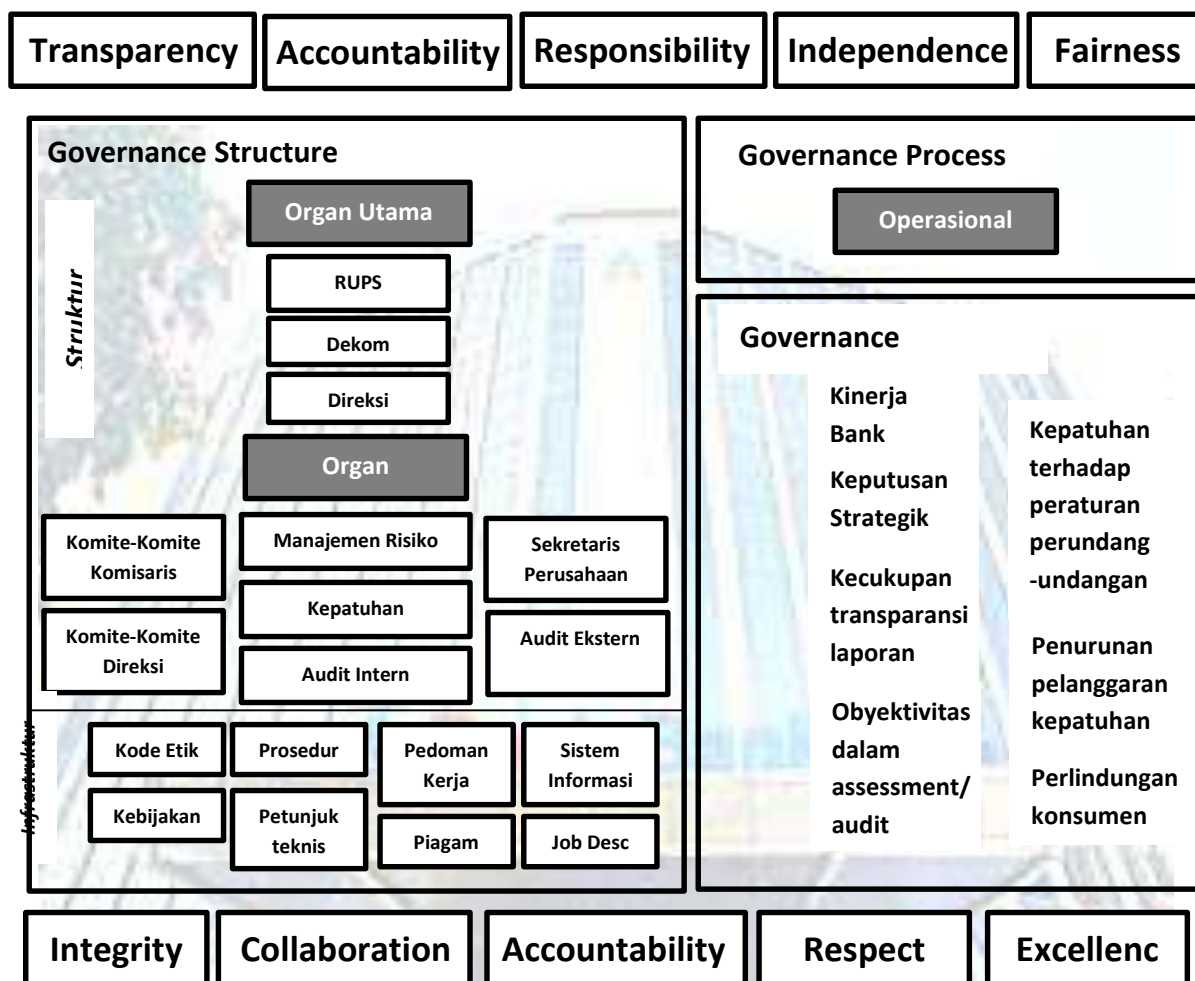 Transparency
Accountability
Responsibility
Independence
Fairness
Governance Structure
Struktur
Organ Utama
RUPS
Dekom
Direksi
Organ
Komite-Komite
Komisaris
Komite-Komite
Direksi
Manajemen Risiko
Kepatuhan
Audit Intern
Sekretaris
Perusahaan
Audit Ekstern
Infrastruktur
Kode Etik
Prosedur
Pedoman
Kerja
Sistem
Informasi
Kebijakan
Petunjuk
teknis
Piagam
Job Desc
Governance Process
Operasional
Governance
Kinerja
Bank
Keputusan
Strategik
Kecukupan
transparansi
laporan
Obyektivitas
dalam
assessment/
audit
Kepatuhan
terhadap
peraturan
perundang
-undangan
Penurunan
pelanggaran
kepatuhan
Perlindungan
konsumen
Integrity
Collaboration
Accountability
Respect
Excellenc